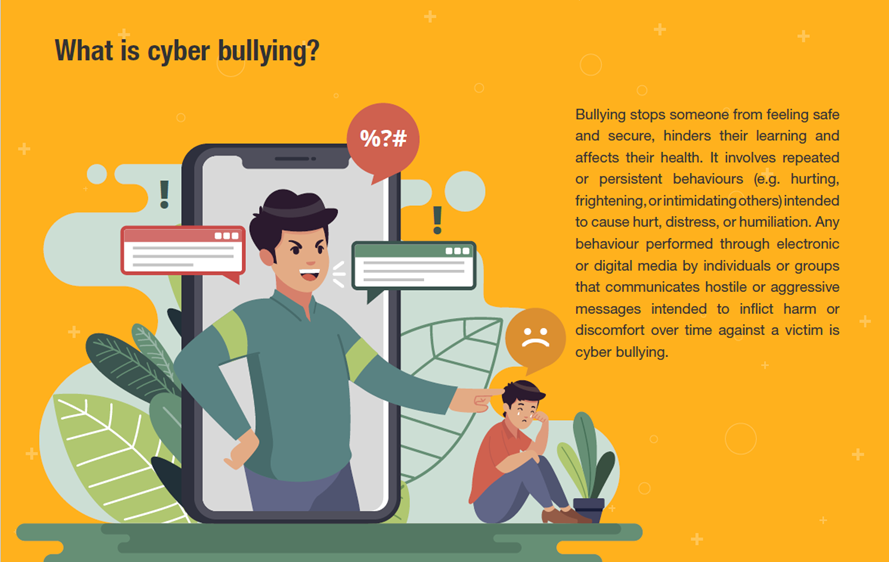 What is cyber bullying?
%?#
!
!
Bullying stops someone from feeling safe
and secure, hinders their learning and
affects their health. It involves repeated
or persistent behaviours (e.g. hurting,
frightening, or intimidating others) intended
to cause hurt, distress, or humiliation. Any
behaviour performed through electronic
or digital media by individuals or groups
that communicates hostile or aggressive
messages intended to inflict harm or
discomfort over time against a victim is
cyber bullying.